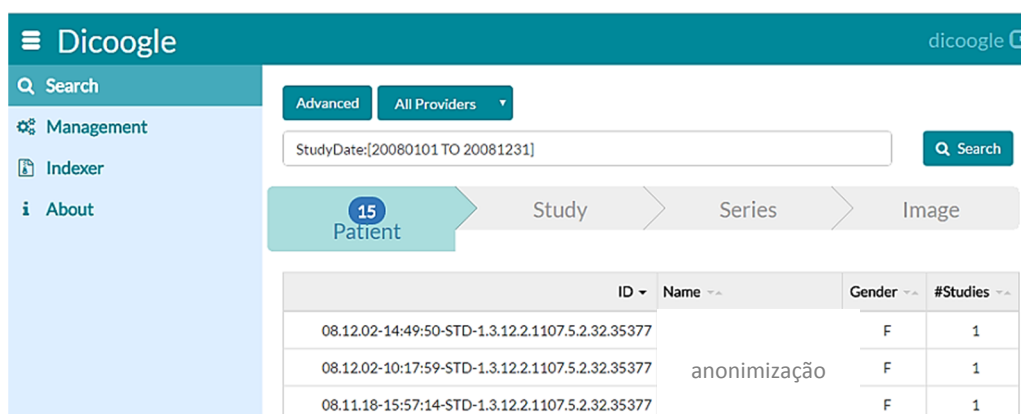 Dicoogle
dicoogle
Search
Management
Indexer
About
Advanced All Providers
StudyDate:[20080101 TO 20081231]
Search
15
Patient Study Series Image
ID Name Gender #Studies
08.12.02-14:49:50-STD-1.3.12.2.1107.5.2.32.35377 F 1
08.12.02-10:17:59-STD-1.3.12.2.1107.5.2.32.35377 anonimização F 1
08.11.18-15:57:14-STD-1.3.12.2.1107.5.2.32.35377 F 1